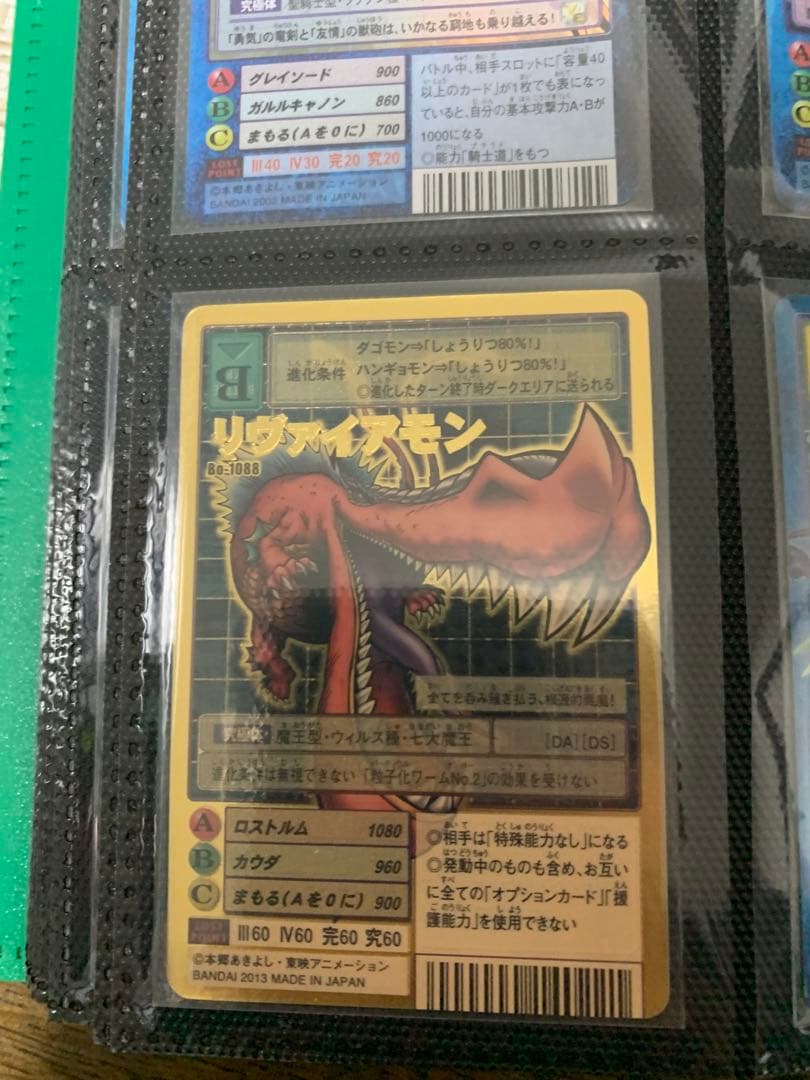 究極体
「勇気」の竜剣と「友情」の獣砲は、いかなる窮地も乗り越える!
A グレイソード 900
B ガルルキャノン 860
C まもる(Aを0に) 700
LOST POINT Ⅲ40 Ⅳ30 完20 究20
©本郷あきよし・東映アニメーション
BANDAI 2003 MADE IN JAPAN
バトル中、相手スロットに「容量40
以上のカード」が1枚でも表になっ
ていると、自分の基本攻撃力A・Bが
1000になる
◎能力「騎士道」をもつ
B
進化条件
ダゴモン⇒「しょうりつ80%!」
ハンギョモン⇒「しょうりつ80%!」
◎進化したターン終了時ダークエリアに送られる
リヴァイアモン
Bo-1088
全てを呑み
究極体 魔王型・ウィルス種・七大魔王 [DA][DS]
進化条件は無視できない 「粒子化ワームNo.2」の効果を受けない
A ロストルム 1080
B カウダ 960
C まもる(Aを0に) 900
LOST POINT Ⅲ60 Ⅳ60 完60 究60
©本郷あきよし・東映アニメーション
BANDAI 2013 MADE IN JAPAN
◎相手は「特殊能力なし」になる
◎発動中のものも含め、お互い
に全ての「オプションカード」「援
護能力」を使用できない